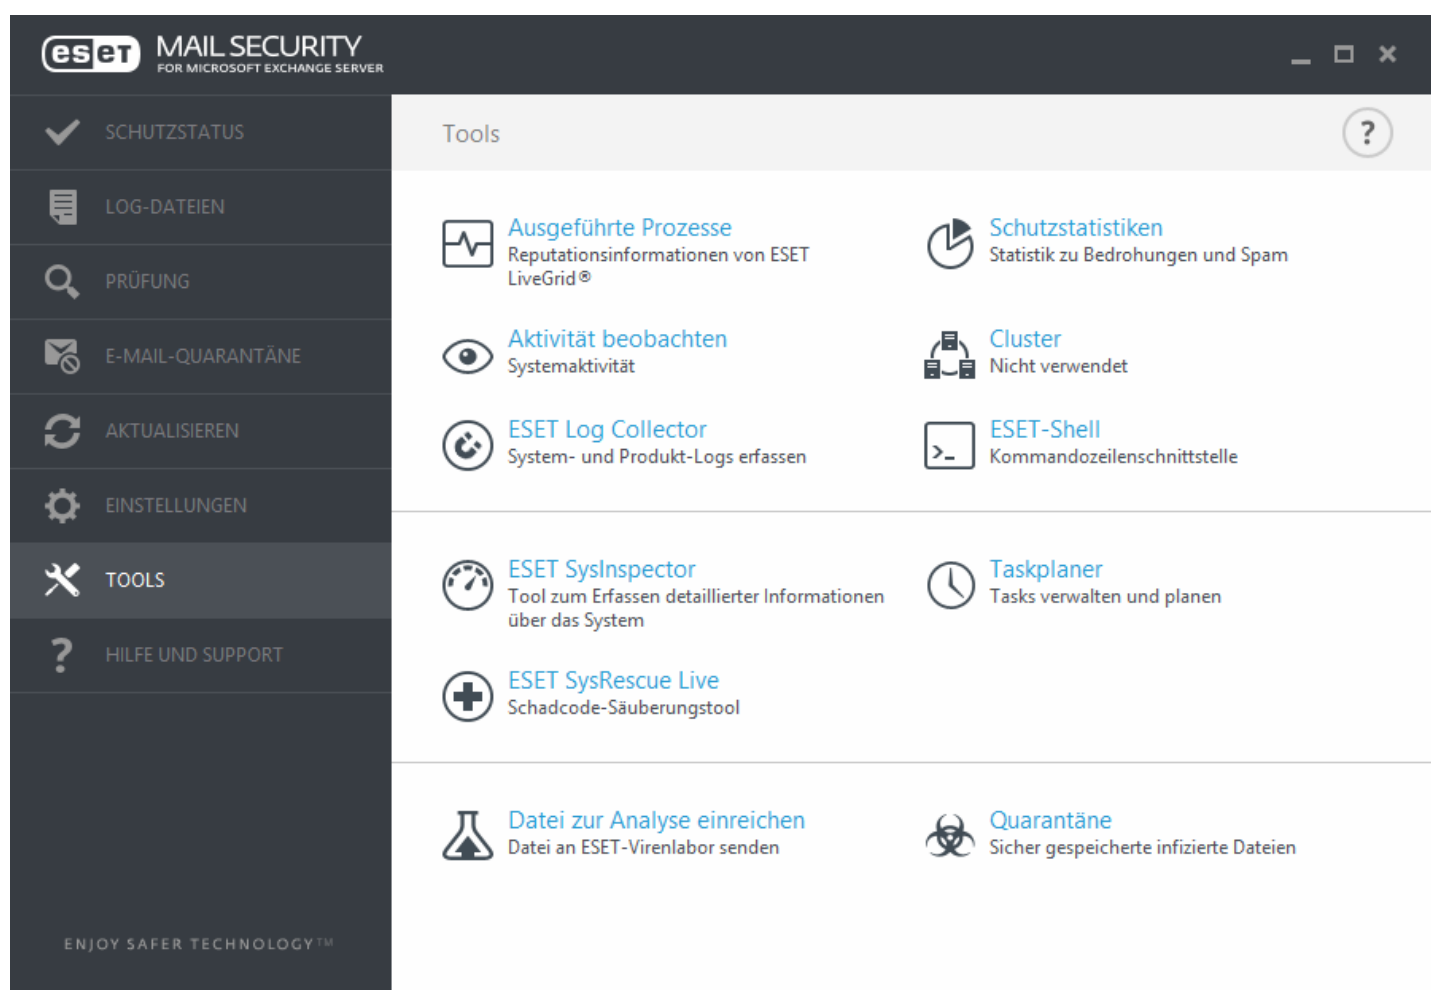 eseт MAIL SECURITY
FOR MICROSOFT EXCHANGE SERVER
SCHUTZSTATUS
LOG-DATEIEN
PRÜFUNG
E-MAIL-QUARANTÄNE
AKTUALISIEREN
EINSTELLUNGEN
TOOLS
HILFE UND SUPPORT
ENJOY SAFER TECHNOLOGY™
Tools
?
Ausgeführte Prozesse
Reputationsinformationen von ESET
LiveGrid®
Schutzstatistiken
Statistik zu Bedrohungen und Spam
Aktivität beobachten
Systemaktivität
Cluster
Nicht verwendet
ESET Log Collector
System- und Produkt-Logs erfassen
ESET-Shell
Kommandozeilenschnittstelle
ESET SysInspector
Tool zum Erfassen detaillierter Informationen
über das System
Taskplaner
Tasks verwalten und planen
ESET SysRescue Live
Schadcode-Säuberungstool
Datei zur Analyse einreichen
Datei an ESET-Virenlabor senden
Quarantäne
Sicher gespeicherte infizierte Dateien